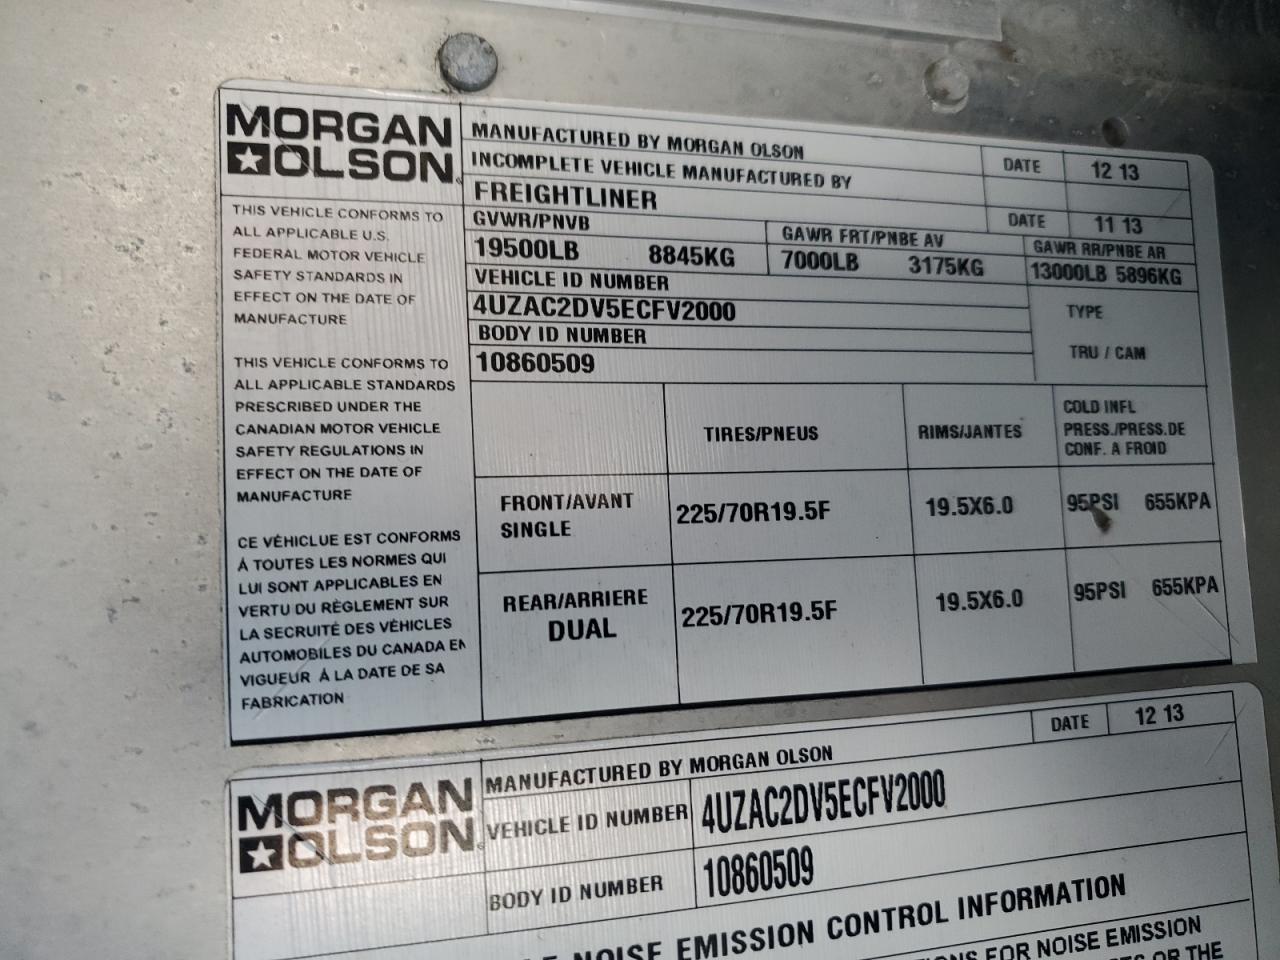 MORGAN
OLSON
MANUFACTURED BY MORGAN OLSON
DATE 12 13
INCOMPLETE VEHICLE MANUFACTURED BY
FREIGHTLINER
DATE 11 13
GVWR/PNVB
19500LB 8845KG
GAWR FRT/PNBE AV
7000LB 3175KG
GAWR RR/PNBE AR
13000LB 5896KG
VEHICLE ID NUMBER
4UZAC2DV5ECFV2000
BODY ID NUMBER
10860509
TYPE
TRU / CAM
THIS VEHICLE CONFORMS TO
ALL APPLICABLE U.S.
FEDERAL MOTOR VEHICLE
SAFETY STANDARDS IN
EFFECT ON THE DATE OF
MANUFACTURE
THIS VEHICLE CONFORMS TO
ALL APPLICABLE STANDARDS
PRESCRIBED UNDER THE
CANADIAN MOTOR VEHICLE
SAFETY REGULATIONS IN
EFFECT ON THE DATE OF
MANUFACTURE
CE VÉHICLUE EST CONFORMS
Á TOUTES LES NORMES QUI
LUI SONT APPLICABLES EN
VERTU DU RÈGLEMENT SUR
LA SECRUITÉ DES VÉHICLES
AUTOMOBILES DU CANADA EN
VIGUEUR Á LA DATE DE SA
FABRICATION
TIRES/PNEUS
RIMS/JANTES
COLD INFL
PRESS./PRESS.DE
CONF. A FROID
FRONT/AVANT
SINGLE
225/70R19.5F
19.5X6.0
95PSI 655KPA
REAR/ARRIERE
DUAL
225/70R19.5F
19.5X6.0
95PSI 655KPA
MORGAN
OLSON
MANUFACTURED BY MORGAN OLSON
DATE 12 13
VEHICLE ID NUMBER 4UZAC2DV5ECFV2000
BODY ID NUMBER 10860509
NOISE EMISSION CONTROL INFORMATION
FOR NOISE EMISSION
OR THE